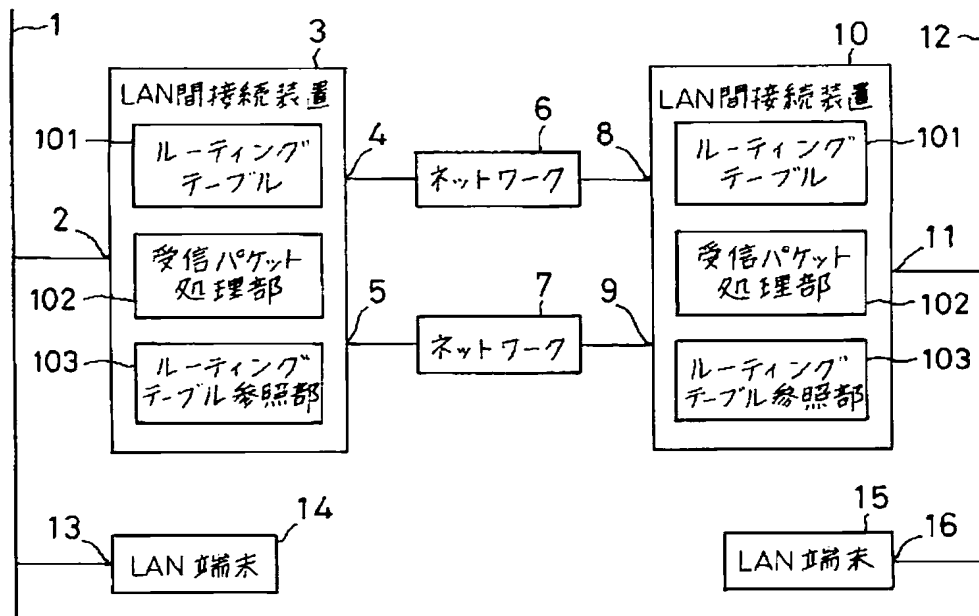 1
3
10
12
LAN間接続装置
LAN間接続装置
101
ルーティング
テーブル
4
6
8
101
ルーティング
テーブル
ネットワーク
2
102
受信パケット
処理部
11
102
受信パケット
処理部
5
7
9
103
ルーティング
テーブル参照部
ネットワーク
103
ルーティング
テーブル参照部
13
14
LAN端末
15
16
LAN端末